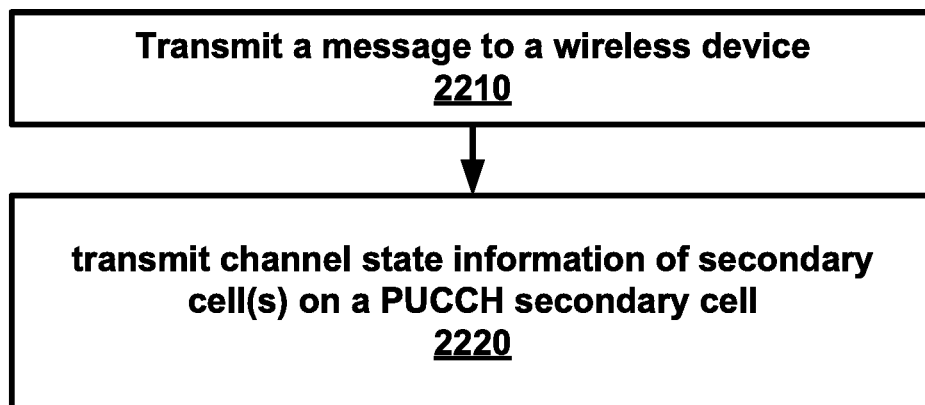 Transmit a message to a wireless device
2210
transmit channel state information of secondary
cell(s) on a PUCCH secondary cell
2220